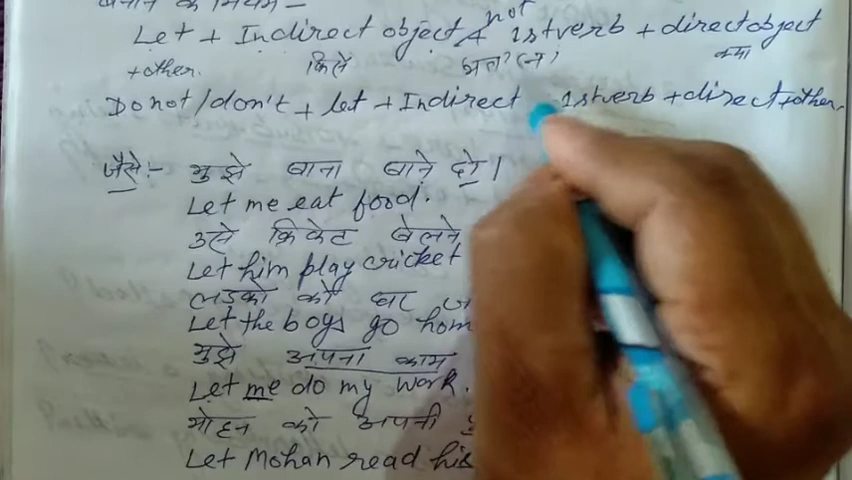 बनाने के नियम-
not
Let + Indirect object 1st verb + direct object
+other. किसे क्या
Do not/don't + let + Indirect 1st verb + direct + other.
जैसे:- मुझे खाना खाने दो।
Let me eat food.
उसे क्रिकेट खेलने
Let him play cricket
लड़को को घर
Let the boys go hom
मुझे अपना काम
Let me do my work.
मोहन को अपनी
Let Mohan read his